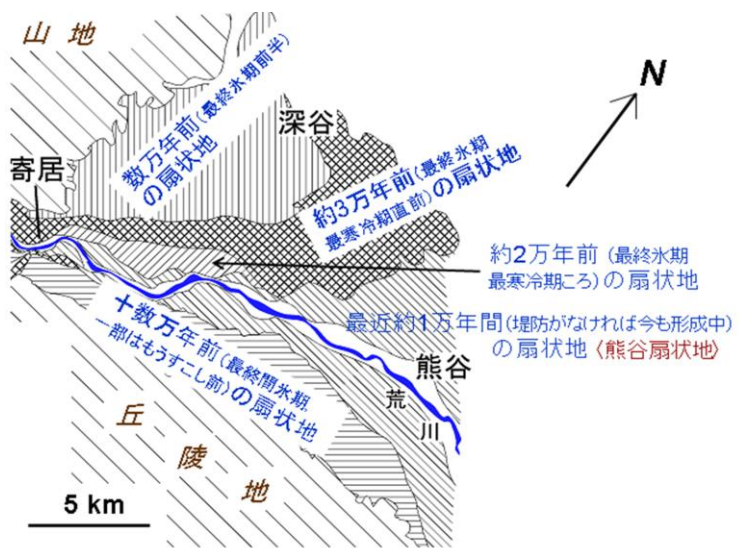 山地
N
深谷
寄居
数万年前(最終氷期前半)
の扇状地
約3万年前(最終氷期
最寒冷期直前)の扇状地
約2万年前(最終氷期
最寒冷期ころ)の扇状地
最近約1万年間(堤防がなければ今も形成中)
の扇状地〈熊谷扇状地〉
十数万年前(最終間氷期、
一部はもうすこし前)の扇状地
熊谷
荒川
丘陵地
5 km